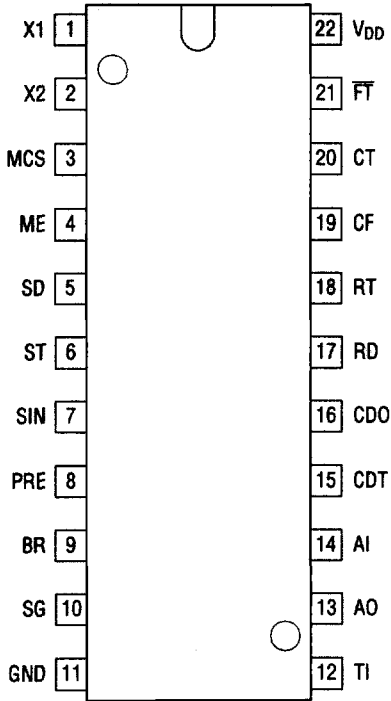 X1 1 22 VDD
X2 2 21 F̅T̅
MCS 3 20 CT
ME 4 19 CF
SD 5 18 RT
ST 6 17 RD
SIN 7 16 CDO
PRE 8 15 CDT
BR 9 14 AI
SG 10 13 AO
GND 11 12 TI